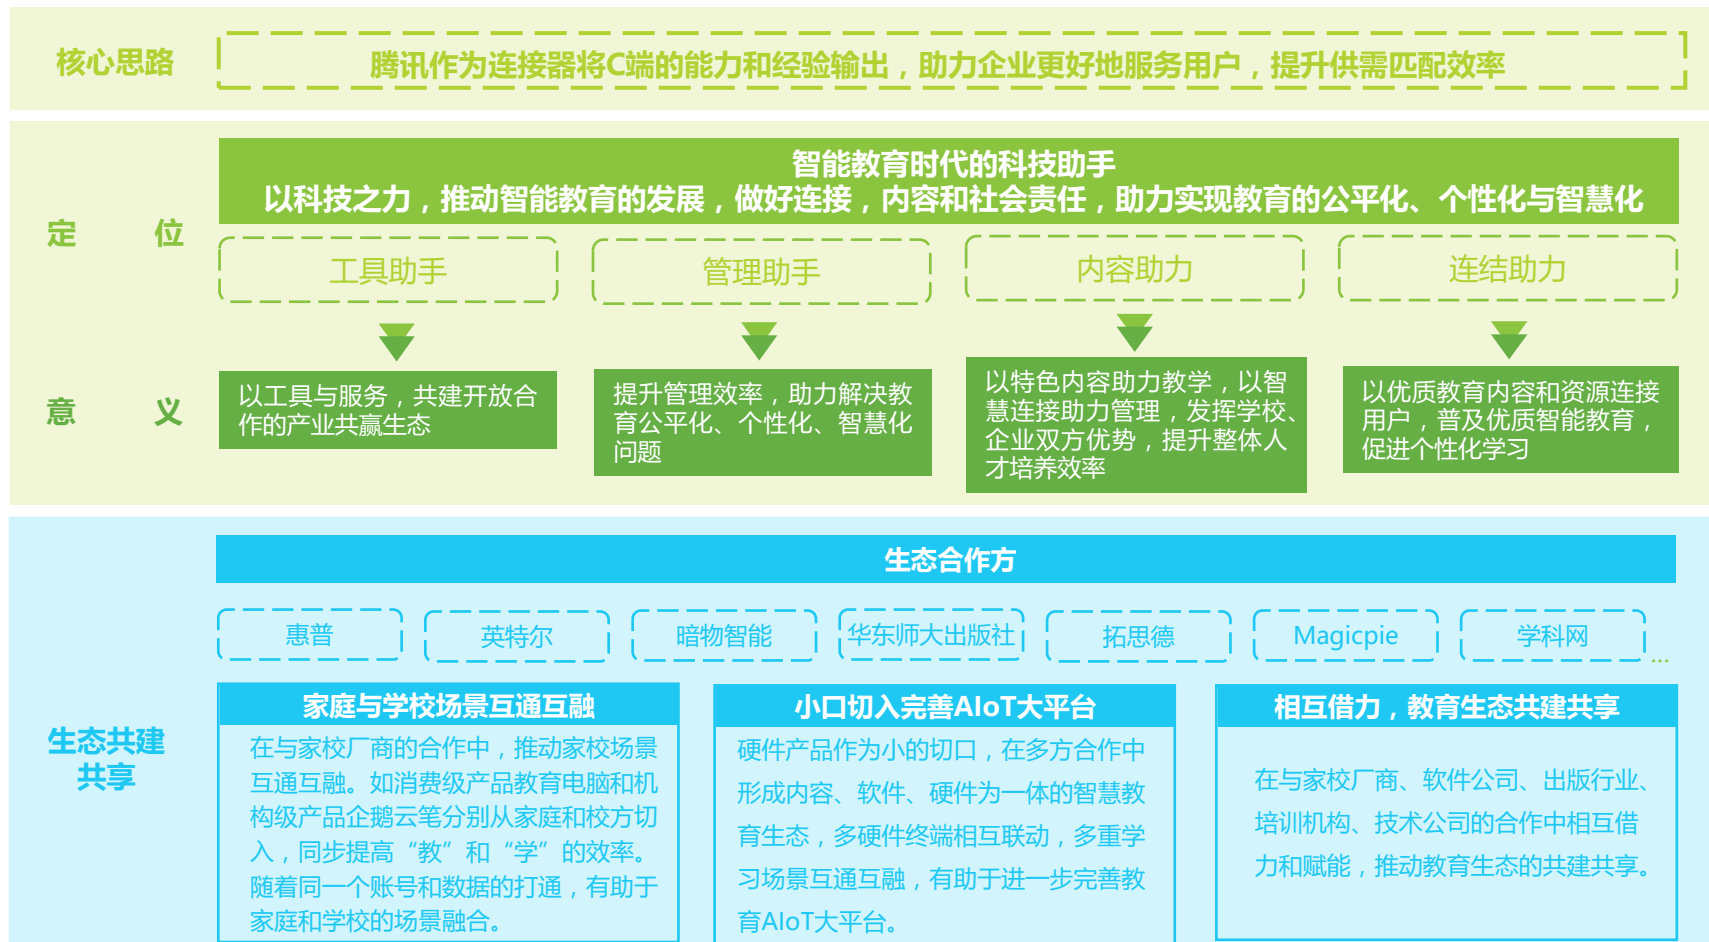 核心思路
腾讯作为连接器将C端的能力和经验输出，助力企业更好地服务用户，提升供需匹配效率
定 位
智能教育时代的科技助手
以科技之力，推动智能教育的发展，做好连接，内容和社会责任，助力实现教育的公平化、个性化与智慧化
工具助手
管理助手
内容助力
连结助力
意 义
以工具与服务，共建开放合
作的产业共赢生态
提升管理效率，助力解决教
育公平化、个性化、智慧化
问题
以特色内容助力教学，以智
慧连接助力管理，发挥学校、
企业双方优势，提升整体人
才培养效率
以优质教育内容和资源连接
用户，普及优质智能教育，
促进个性化学习
生态共建
共享
生态合作方
惠普
英特尔
暗物智能
华东师大出版社
拓思德
Magicpie
学科网
...
家庭与学校场景互通互融
在与家校厂商的合作中，推动家校场景
互通互融。如消费级产品教育电脑和机
构级产品企鹅云笔分别从家庭和校方切
入，同步提高“教”和“学”的效率。
随着同一个账号和数据的打通，有助于
家庭和学校的场景融合。
小口切入完善AIoT大平台
硬件产品作为小的切口，在多方合作中
形成内容、软件、硬件为一体的智慧教
育生态，多硬件终端相互联动，多重学
习场景互通互融，有助于进一步完善教
育AIoT大平台。
相互借力，教育生态共建共享
在与家校厂商、软件公司、出版行业、
培训机构、技术公司的合作中相互借
力和赋能，推动教育生态的共建共享。